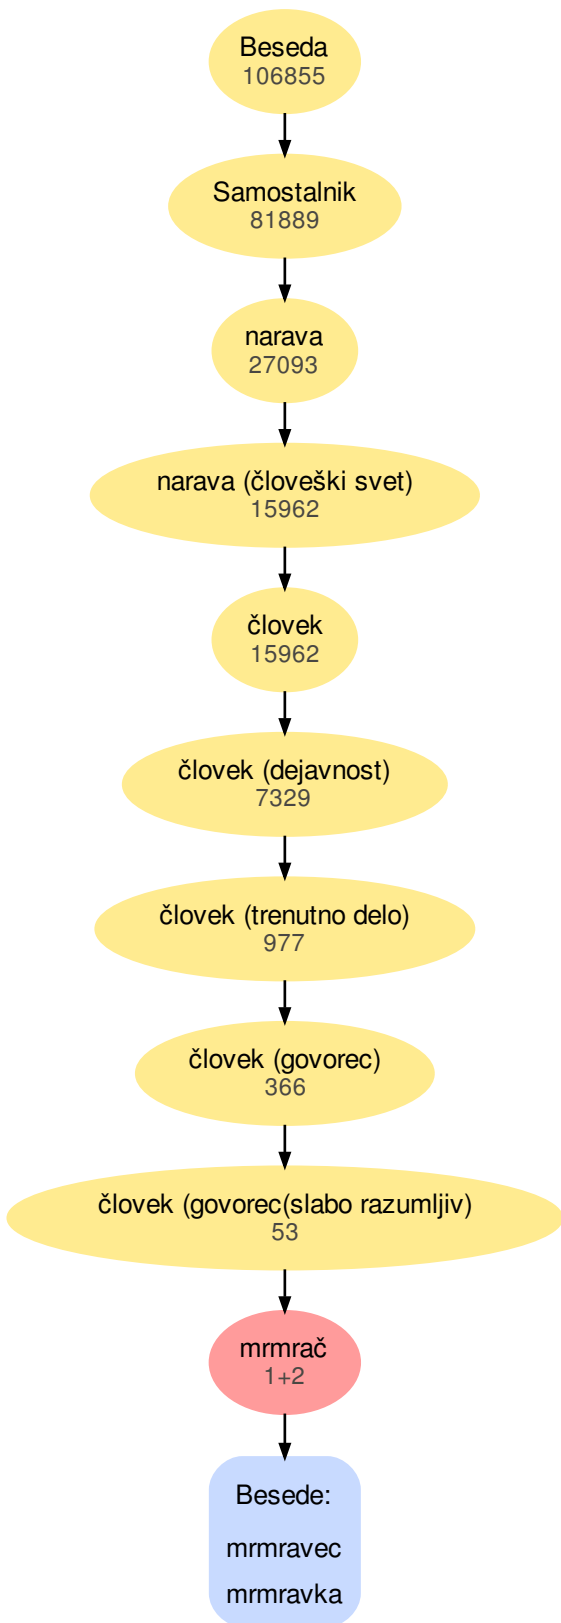 Beseda
106855
Samostalnik
81889
narava
27093
narava (človeški svet)
15962
človek
15962
človek (dejavnost)
7329
človek (trenutno delo)
977
človek (govorec)
366
človek (govorec(slabo razumljiv)
53
mrmrač
1+2
Besede:
mrmravec
mrmravka